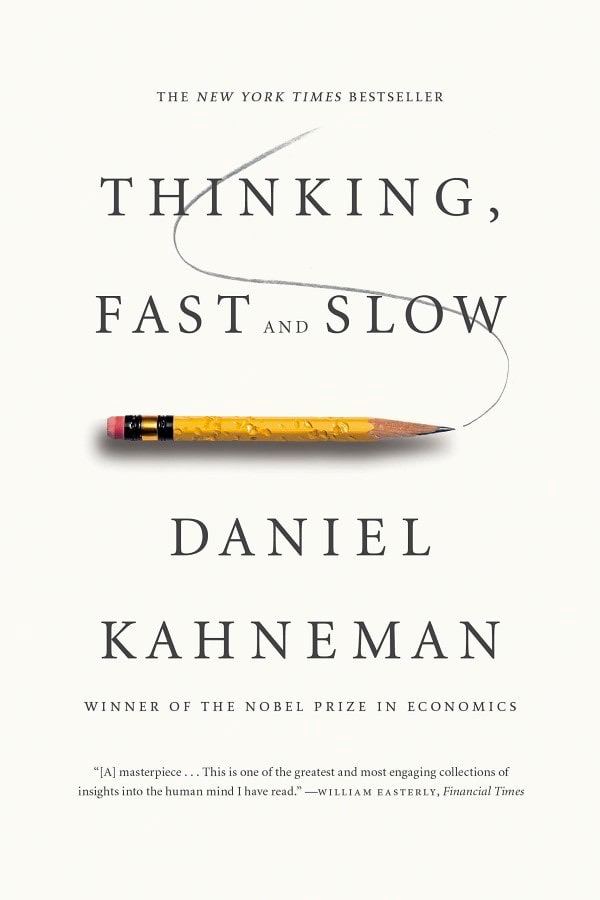 THE NEW YORK TIMES BESTSELLER
THINKING,
FAST AND SLOW
DANIEL
KAHNEMAN
WINNER OF THE NOBEL PRIZE IN ECONOMICS
“[A] masterpiece . . . This is one of the greatest and most engaging collections of
insights into the human mind I have read.” —WILLIAM EASTERLY, Financial Times